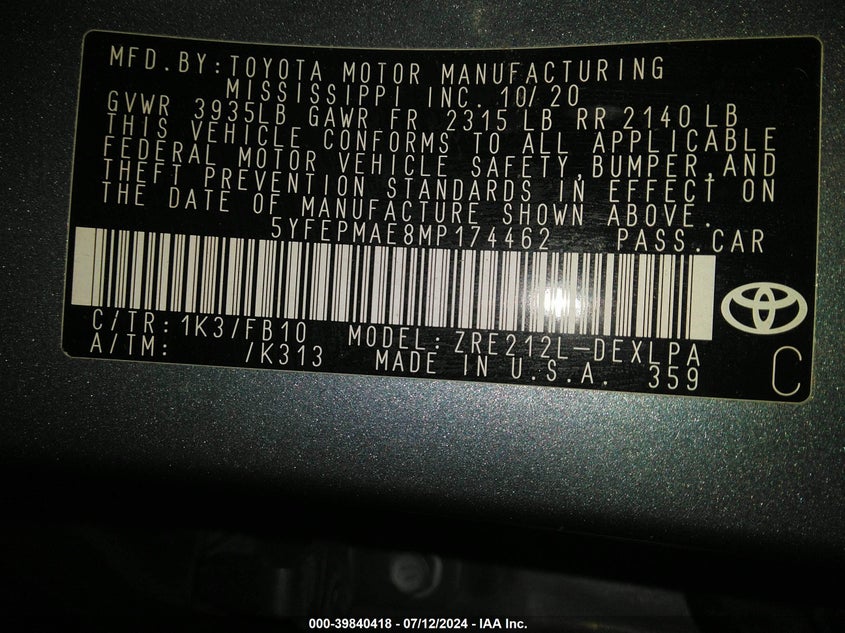 MFD.BY:TOYOTA MOTOR MANUFACTURING
MISSISSIPPI INC. 10/20
GVWR 3935LB GAWR FR 2315 LB RR 2140 LB
THIS VEHICLE CONFORMS TO ALL APPLICABLE
FEDERAL MOTOR VEHICLE SAFETY,BUMPER,AND
THEFT PREVENTION STANDARDS IN EFFECT ON
THE DATE OF MANUFACTURE SHOWN ABOVE.
5YFEPMAE8MP174462 PASS.CAR
C/TR: 1K3/FB10 MODEL: ZRE212L-DEXLPA
A/TM: /K313 MADE IN U.S.A. 359
C
000-39840418 - 07/12/2024 - IAA Inc.